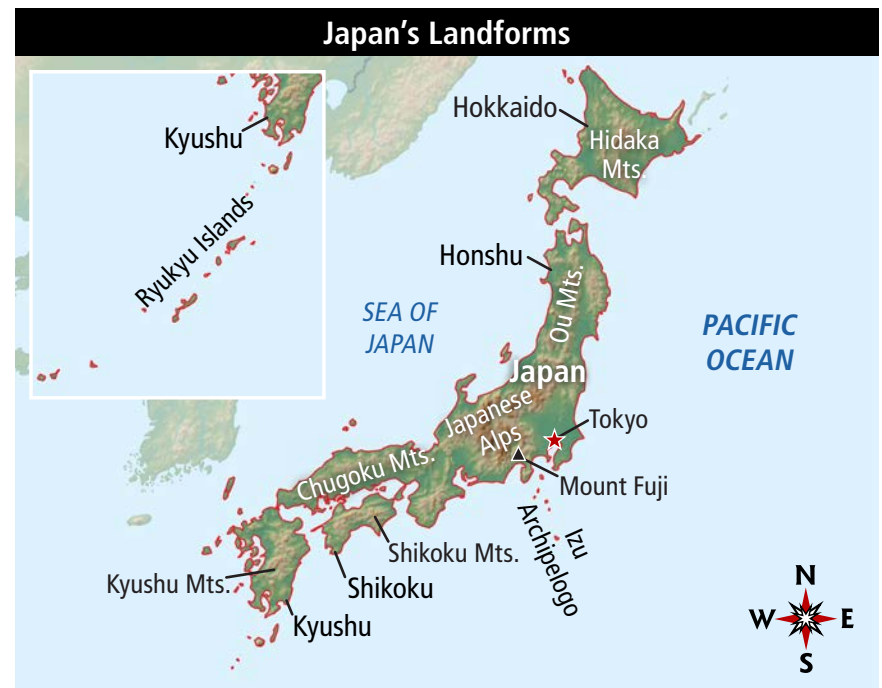 Japan's Landforms
Kyushu
Ryukyu Islands
Hokkaido
Hidaka
Mts.
Honshu
Ou Mts.
SEA OF
JAPAN
PACIFIC
OCEAN
Japan
Japanese
Alps
Tokyo
Mount Fuji
Chugoku Mts.
Izu
Archipelogo
Shikoku Mts.
Shikoku
Kyushu Mts.
Kyushu
N
W
E
S